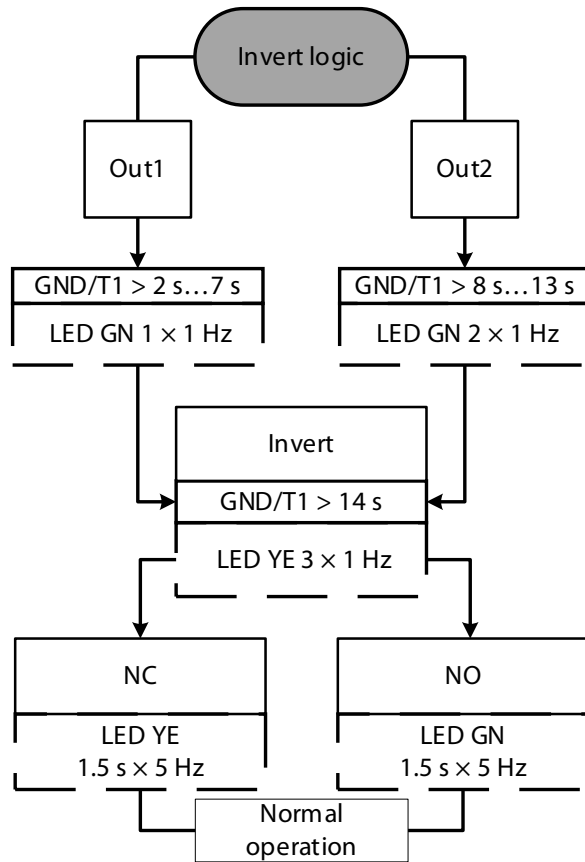 Invert logic
Out1
Out2
GND/T1 > 2 s…7 s
LED GN 1 × 1 Hz
GND/T1 > 8 s…13 s
LED GN 2 × 1 Hz
Invert
GND/T1 > 14 s
LED YE 3 × 1 Hz
NC
LED YE
1.5 s × 5 Hz
NO
LED GN
1.5 s × 5 Hz
Normal
operation